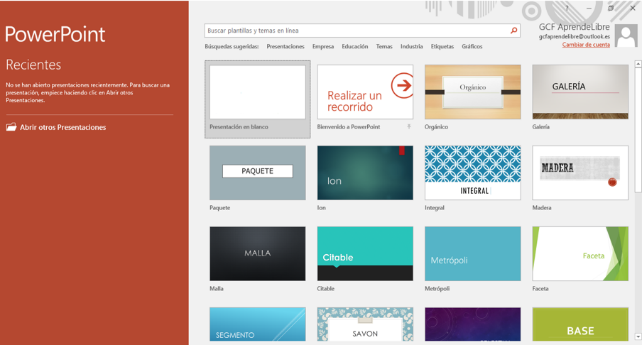 PowerPoint
Recientes
No se han abierto presentaciones recientemente. Para buscar una
presentación, empiece haciendo clic en Abrir otros
Presentaciones.
Abrir otros Presentaciones
Buscar plantillas y temas en línea
Búsquedas sugeridas: Presentaciones Empresa Educación Temas Industria Etiquetas Gráficos
?
GCF AprendeLibre
gcfaprendelibre@outlook.es
Cambiar de cuenta
Realizar un
recorrido
Orgánico
GALERÍA
Presentación en blanco
Bienvenido a PowerPoint
Orgánico
Galería
PAQUETE
Ion
INTEGRAL
MADERA
Paquete
Ion
Integral
Madera
MALLA
Citable
Metrópoli
Faceta
Malla
Citable
Metrópoli
Faceta
SEGMENTO
SAVON
BASE